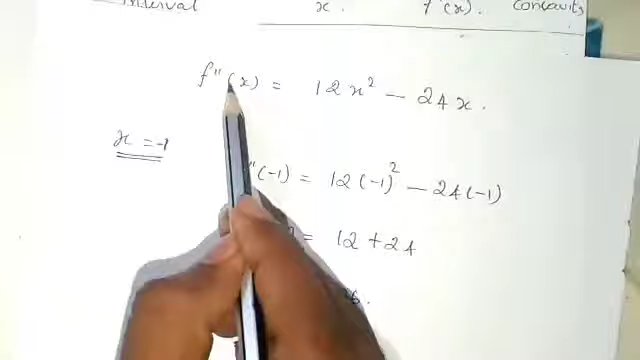 Interval x. f''(x). Concavity
f''(x) = 12x² - 24x.
x = -1
"(-1) = 12(-1)² - 24(-1)
= 12 + 24